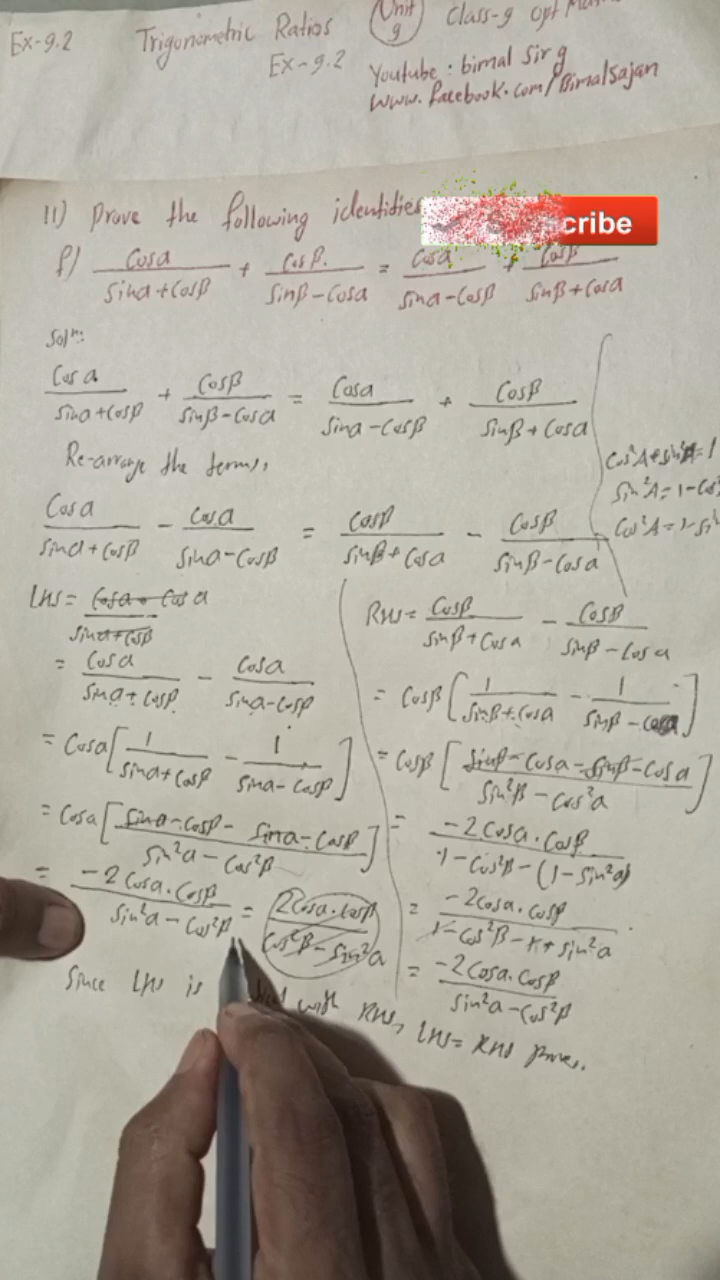 Ex-9.2 Trigonometric Ratios Unit 9 Class-9 Opt
Ex-9.2 Youtube: bimal Sir g
www.facebook.com/Bimalsajan
11) Prove the following identities cribe
f) Cosα/(Sinα+Cosβ) + Cosβ/(Sinβ-Cosα) = Cosα/(Sinα-Cosβ) + Cosβ/(Sinβ+Cosα)
Solⁿ:
Cosα/(Sinα+Cosβ) + Cosβ/(Sinβ-Cosα) = Cosα/(Sinα-Cosβ) + Cosβ/(Sinβ+Cosα)
Re-arrange the terms,
Cos²A+Sin²A=1
Sin²A=1-Cos²
Cos²A=1-Sin²
Cosα/(Sinα+Cosβ) - Cosα/(Sinα-Cosβ) = Cosβ/(Sinβ+Cosα) - Cosβ/(Sinβ-Cosα)
LHS=
= Cosα/(Sinα+Cosβ) - Cosα/(Sinα-Cosβ)
= Cosα[1/(Sinα+Cosβ) - 1/(Sinα-Cosβ)]
= Cosα[(Sinα-Cosβ-Sinα-Cosβ)/(Sin²α-Cos²β)]
= -2Cosα.Cosβ/(Sin²α-Cos²β) = 2Cosα.Cosβ/(Cos²β-Sin²α)
RHS= Cosβ/(Sinβ+Cosα) - Cosβ/(Sinβ-Cosα)
= Cosβ[1/(Sinβ+Cosα) - 1/(Sinβ-Cosα)]
= Cosβ[(Sinβ-Cosα-Sinβ-Cosα)/(Sin²β-Cos²α)]
= -2Cosα.Cosβ/(1-Cos²β-(1-Sin²α))
= -2Cosα.Cosβ/(1-Cos²β-1+Sin²α)
= -2Cosα.Cosβ/(Sin²α-Cos²β)
Since LHS is with RHS, LHS=RHS